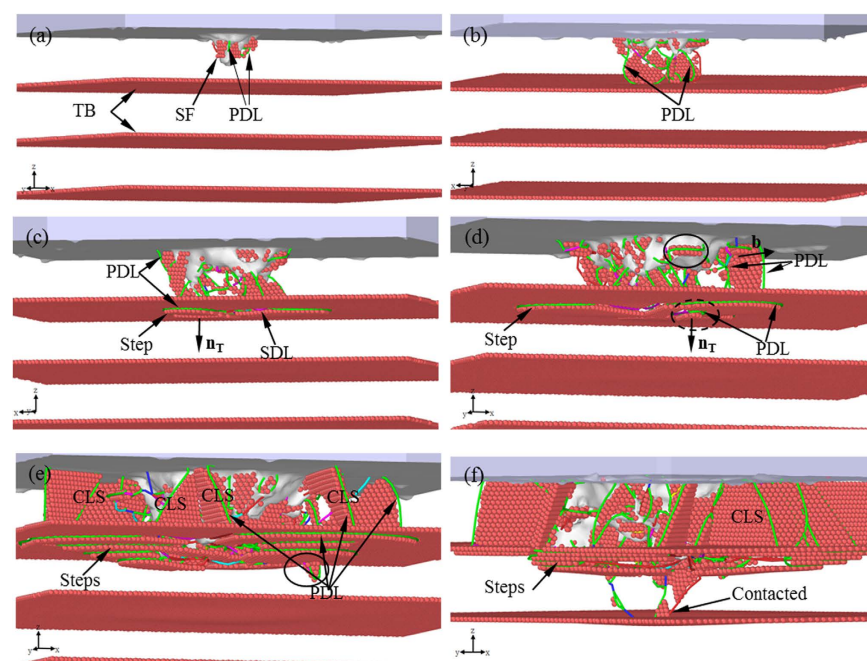 (a)
TB
SF
PDL
z
y
x
(b)
PDL
z
x
(c)
PDL
Step
n_T
SDL
z
x
y
(d)
b
PDL
Step
n_T
PDL
z
y
x
(e)
CLS
CLS
CLS
CLS
Steps
PDL
z
y
x
(f)
CLS
Steps
Contacted
z
y
x